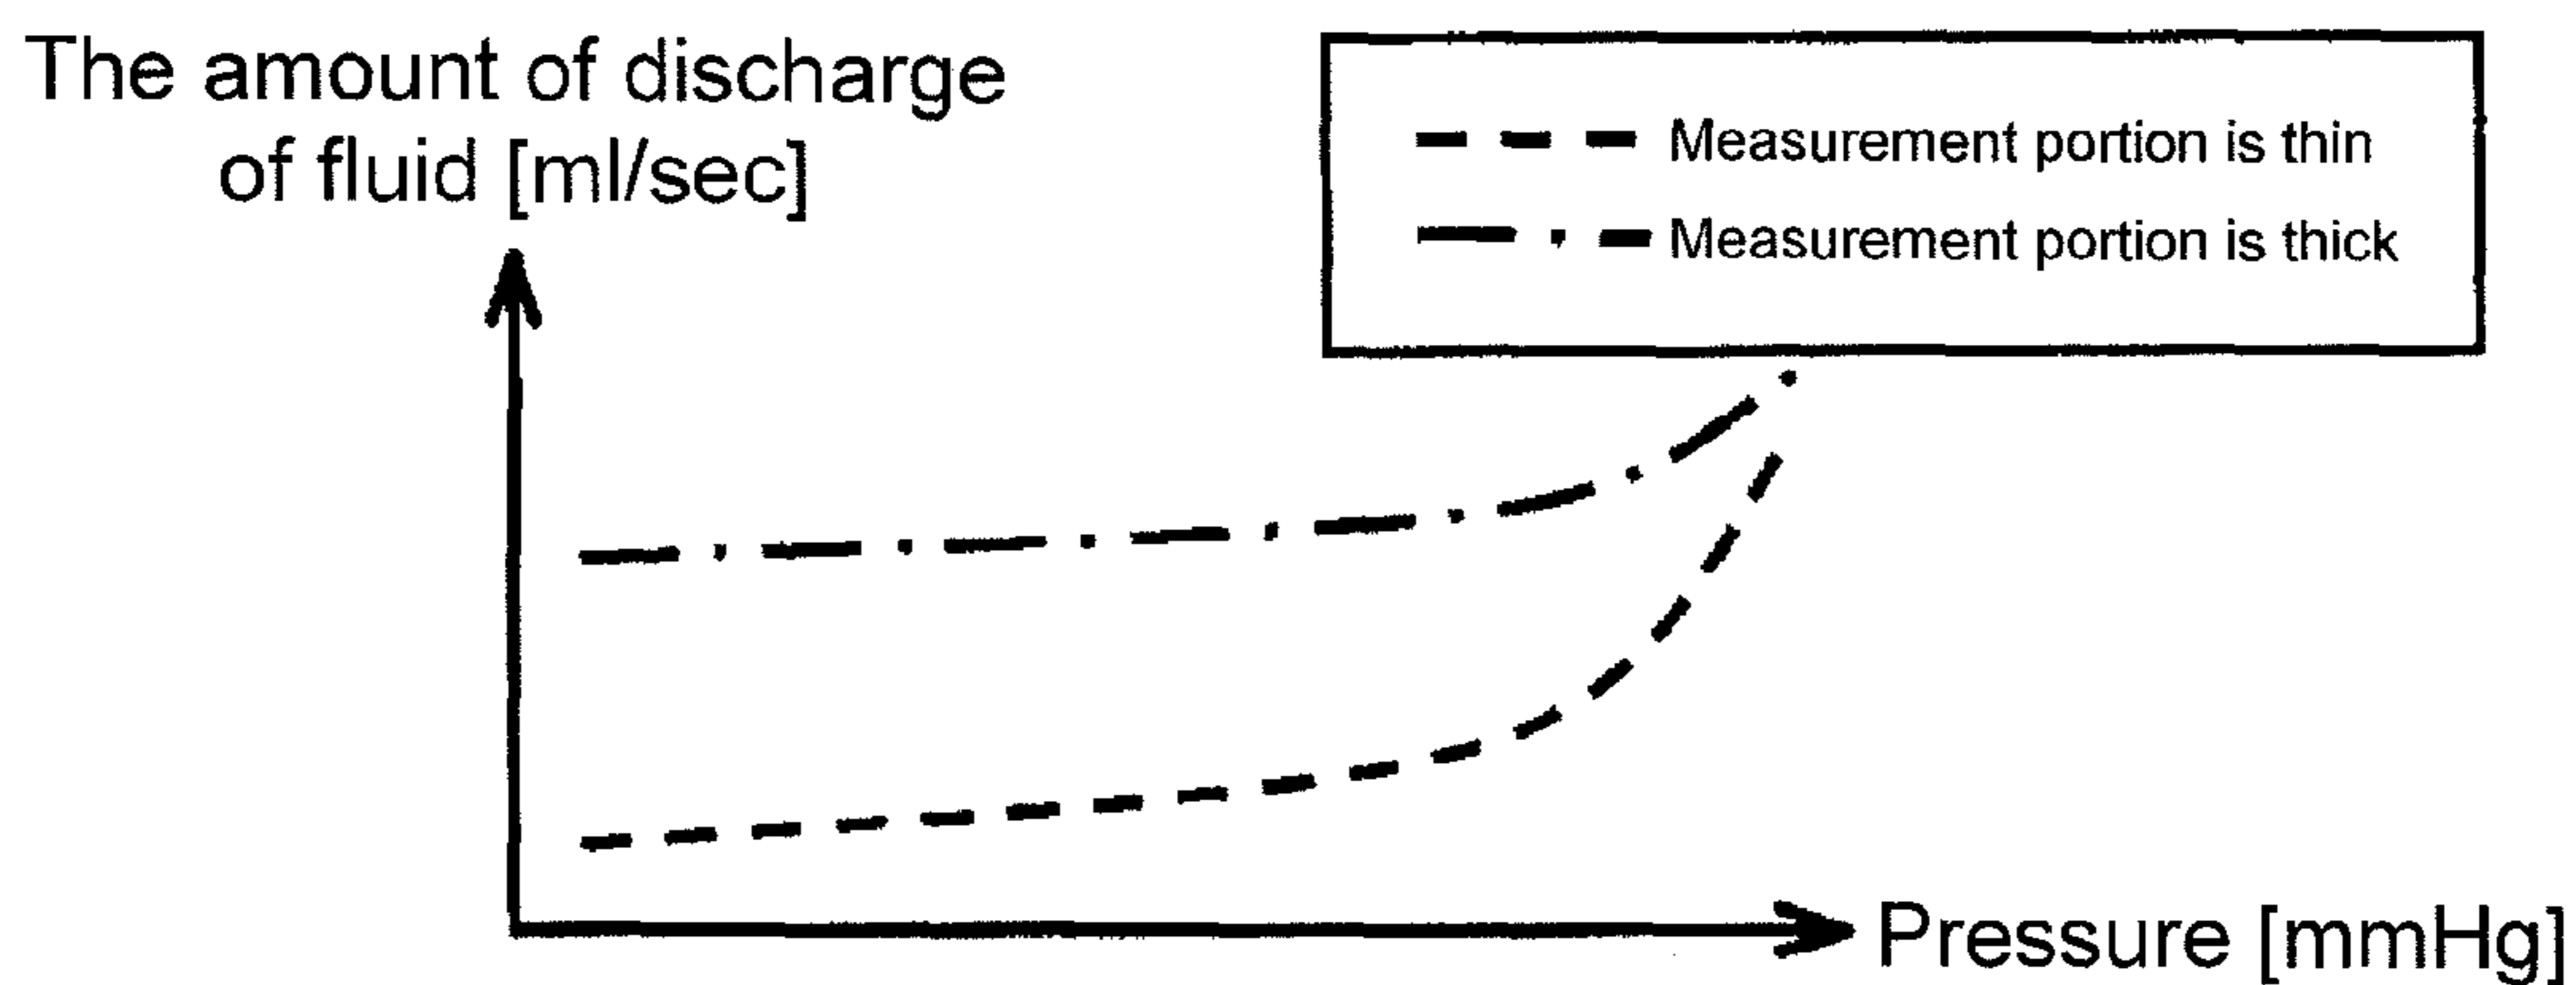 The amount of discharge
of fluid [ml/sec]
Measurement portion is thin
Measurement portion is thick
Pressure [mmHg]